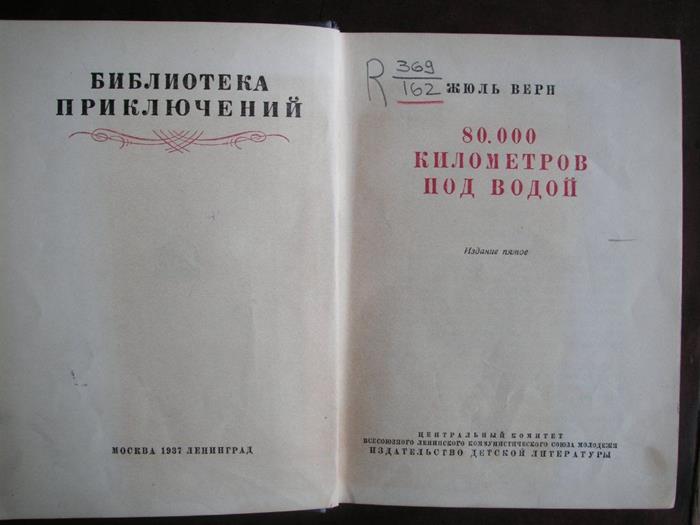 БИБЛИОТЕКА
ПРИКЛЮЧЕНИЙ
МОСКВА 1937 ЛЕНИНГРАД
R 369
162
ЖЮЛЬ ВЕРН
80.000
КИЛОМЕТРОВ
ПОД ВОДОЙ
Издание пятое
ЦЕНТРАЛЬНЫЙ КОМИТЕТ
ВСЕСОЮЗНОГО ЛЕНИНСКОГО КОММУНИСТИЧЕСКОГО СОЮЗА МОЛОДЕЖИ
ИЗДАТЕЛЬСТВО ДЕТСКОЙ ЛИТЕРАТУРЫ